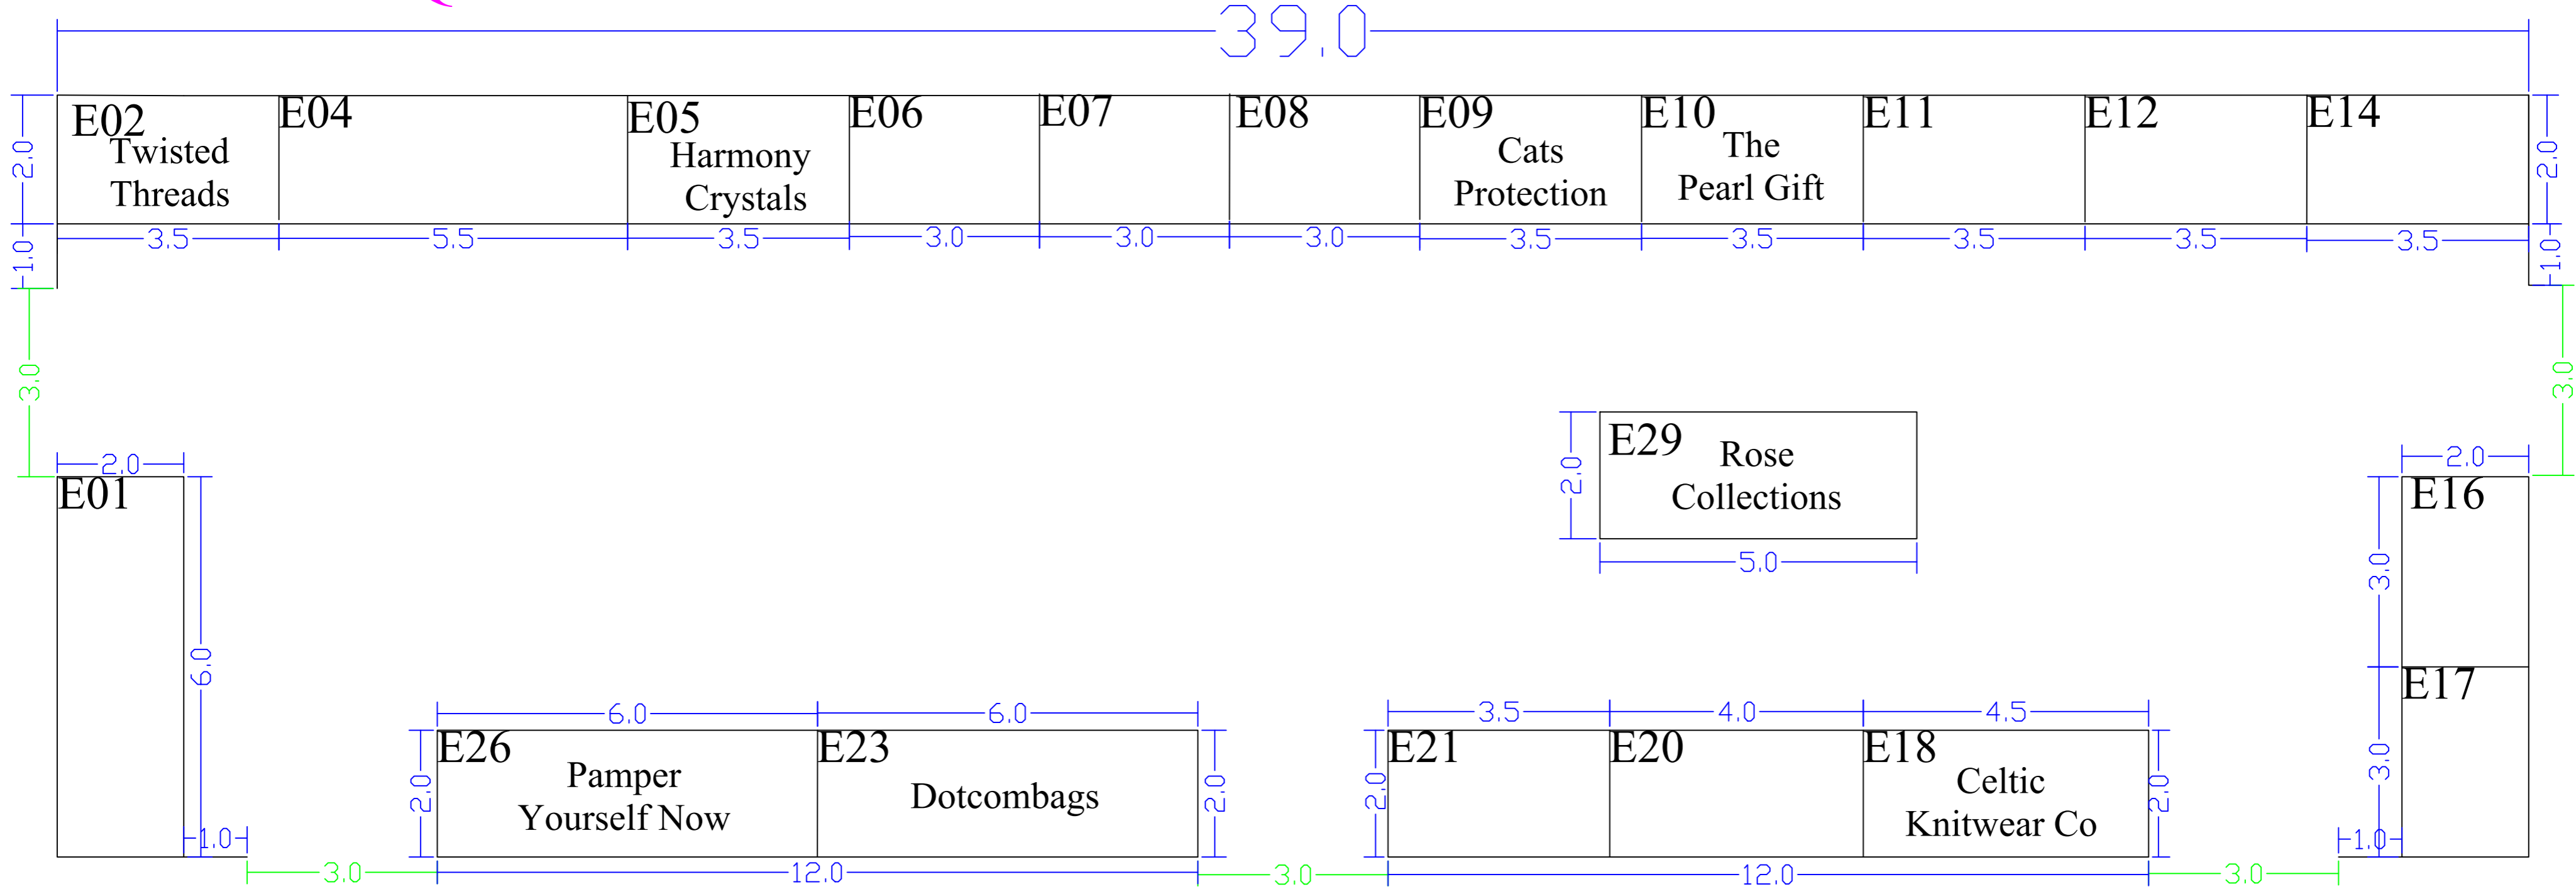 39.0
E02
Twisted
Threads
E04
E05
Harmony
Crystals
E06
E07
E08
E09
Cats
Protection
E10
The
Pearl Gift
E11
E12
E14
2.0
2.0
3.5
5.5
3.5
3.0
3.0
3.0
3.5
3.5
3.5
3.5
3.5
1.0
1.0
3.0
3.0
E29
Rose
Collections
2.0
5.0
2.0
E01
6.0
1.0
2.0
E16
3.0
E17
3.0
1.0
6.0
6.0
E26
Pamper
Yourself Now
E23
Dotcombags
2.0
2.0
3.5
4.0
4.5
E21
E20
E18
Celtic
Knitwear Co
2.0
2.0
3.0
12.0
3.0
12.0
3.0